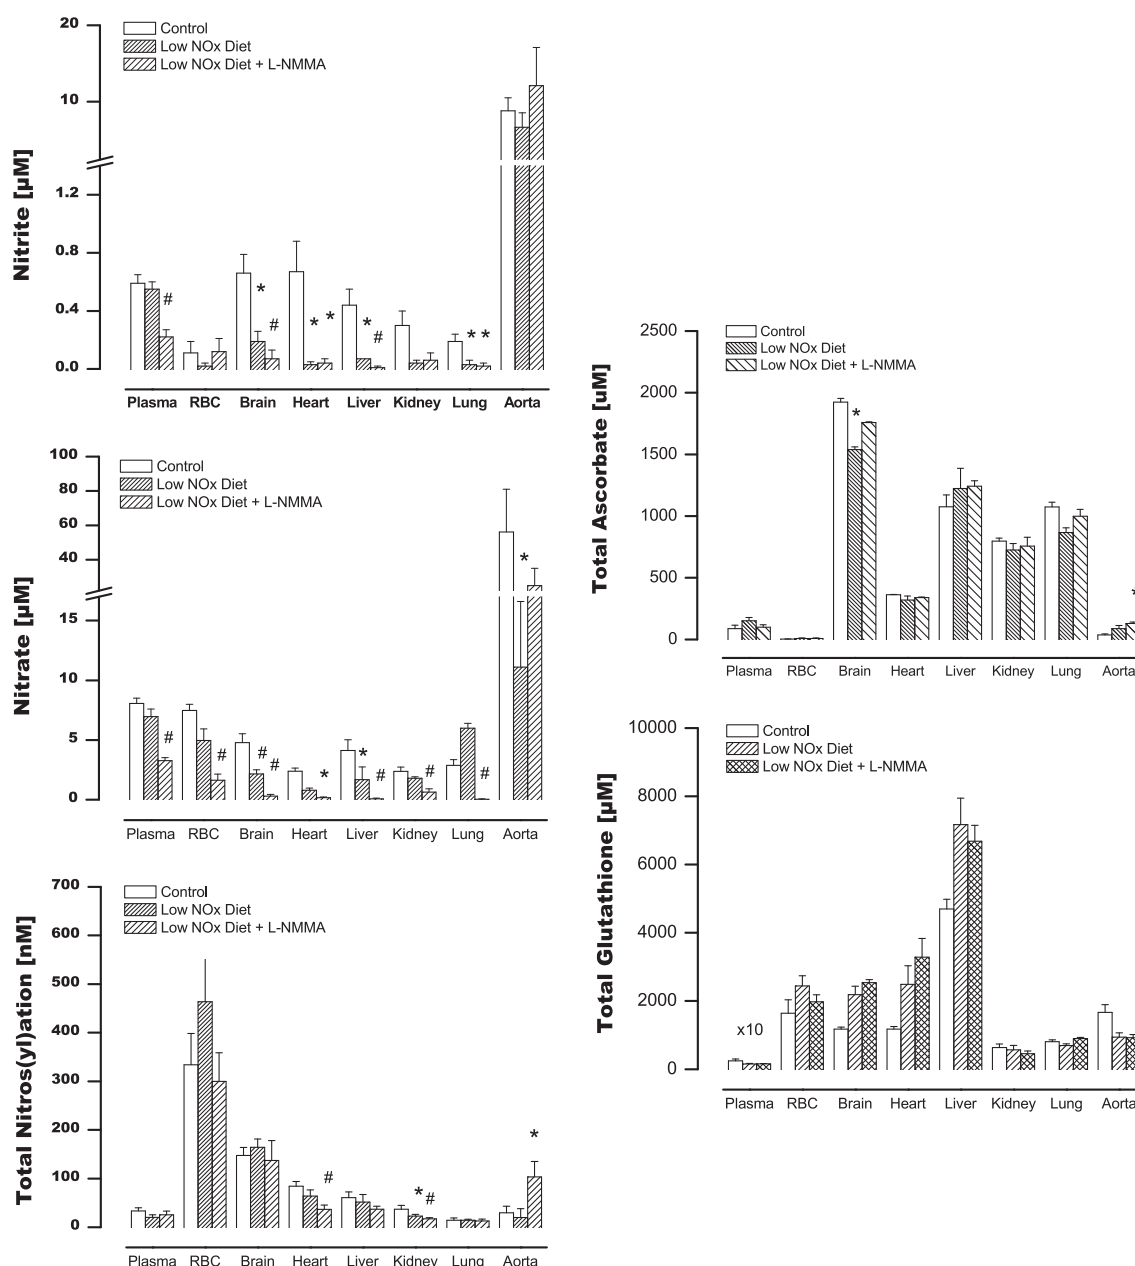 20
10
1.2
0.8
0.4
0.0
Nitrite [µM]
Control
Low NOx Diet
Low NOx Diet + L-NMMA
# * # * * * # * *
Plasma RBC Brain Heart Liver Kidney Lung Aorta
100
80
60
40
15
10
5
0
Nitrate [µM]
Control
Low NOx Diet
Low NOx Diet + L-NMMA
# # # # * * # # # *
Plasma RBC Brain Heart Liver Kidney Lung Aorta
700
600
500
400
300
200
100
0
Total Nitros(yl)ation [nM]
Control
Low NOx Diet
Low NOx Diet + L-NMMA
# * # *
Plasma RBC Brain Heart Liver Kidney Lung Aorta
2500
2000
1500
1000
500
0
Total Ascorbate [uM]
Control
Low NOx Diet
Low NOx Diet + L-NMMA
* *
Plasma RBC Brain Heart Liver Kidney Lung Aorta
10000
8000
6000
4000
2000
0
Total Glutathione [µM]
Control
Low NOx Diet
Low NOx Diet + L-NMMA
x10
Plasma RBC Brain Heart Liver Kidney Lung Aorta